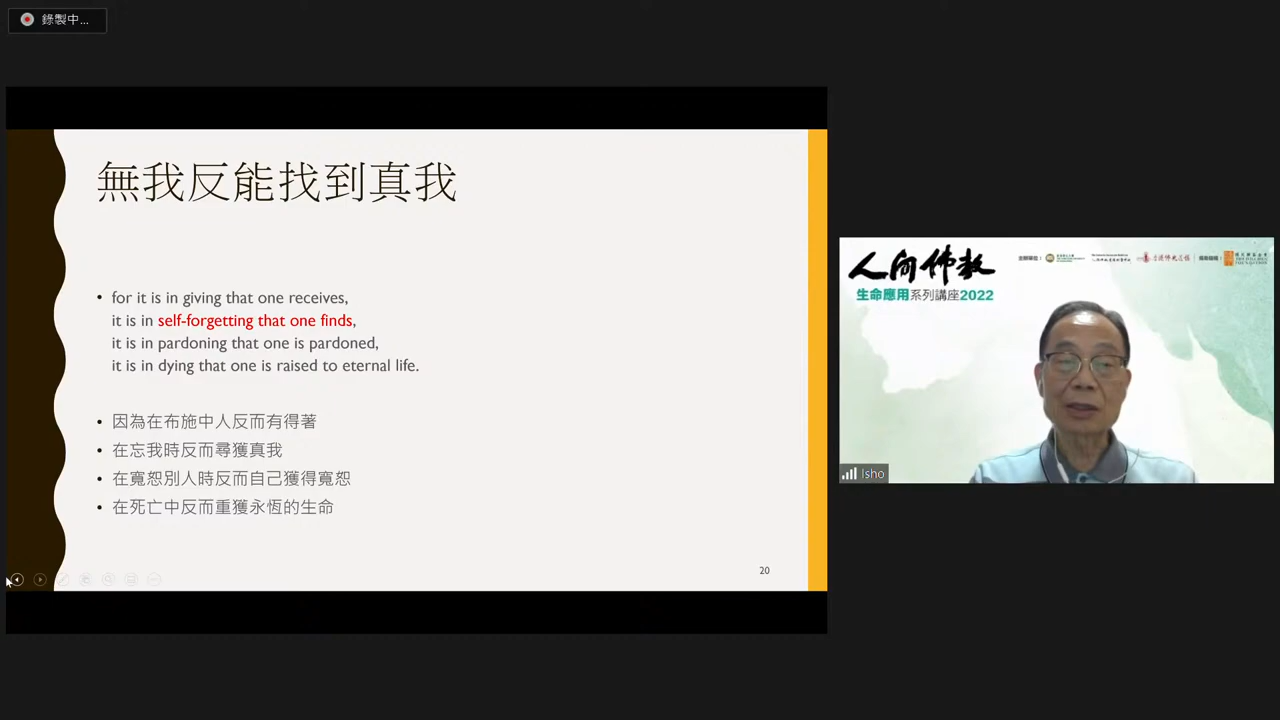 錄製中...
無我反能找到真我
• for it is in giving that one receives,
it is in self-forgetting that one finds,
it is in pardoning that one is pardoned,
it is in dying that one is raised to eternal life.
• 因為在布施中人反而有得著
• 在忘我時反而尋獲真我
• 在寬恕別人時反而自己獲得寬恕
• 在死亡中反而重獲永恆的生命
20
人間佛教
生命應用系列講座2022
Isho